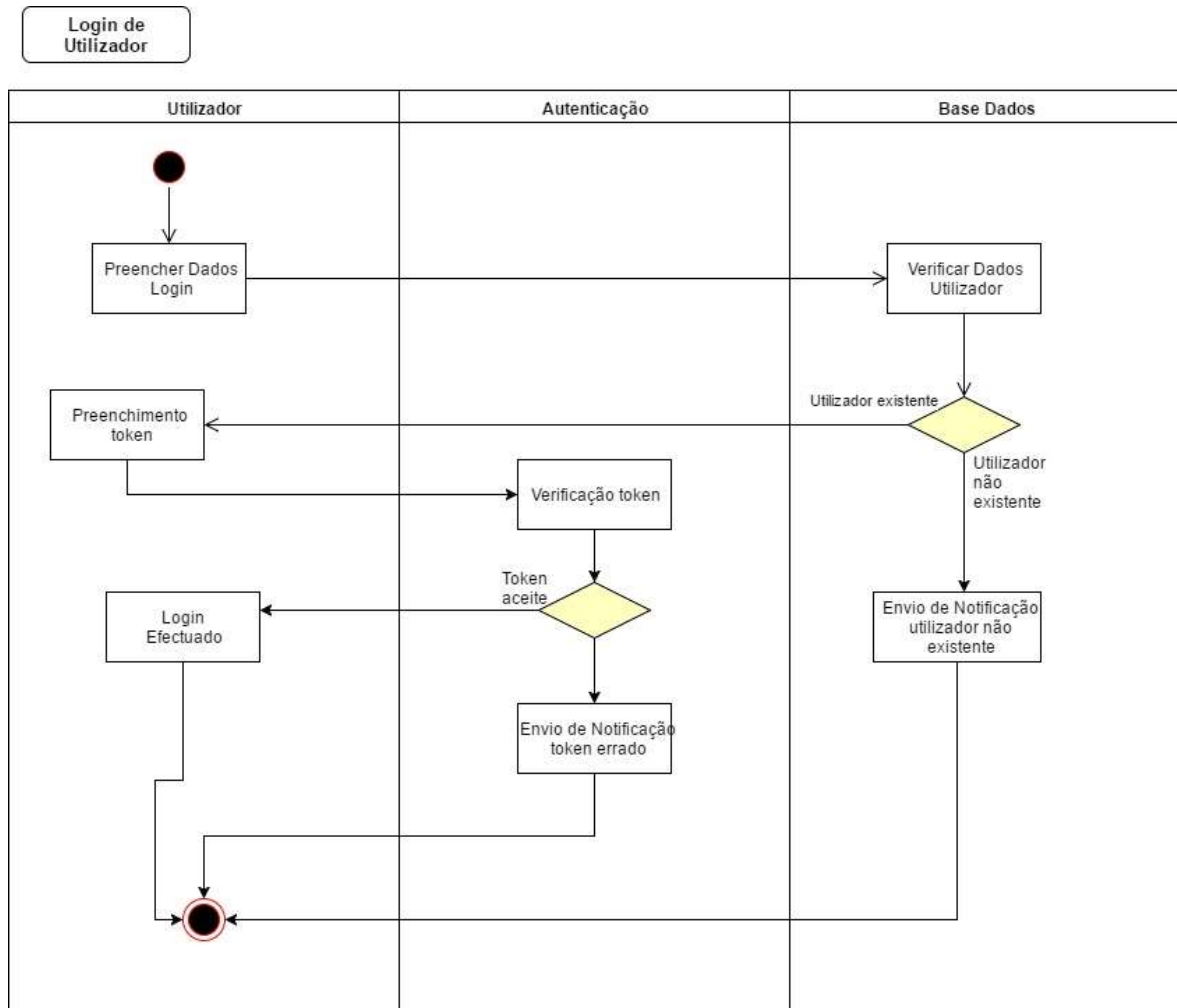 Login de
Utilizador
Utilizador
Autenticação
Base Dados
Preencher Dados
Login
Verificar Dados
Utilizador
Utilizador existente
Preenchimento
token
Utilizador
não
existente
Verificação token
Token
aceite
Login
Efectuado
Envio de Notificação
utilizador não
existente
Envio de Notificação
token errado